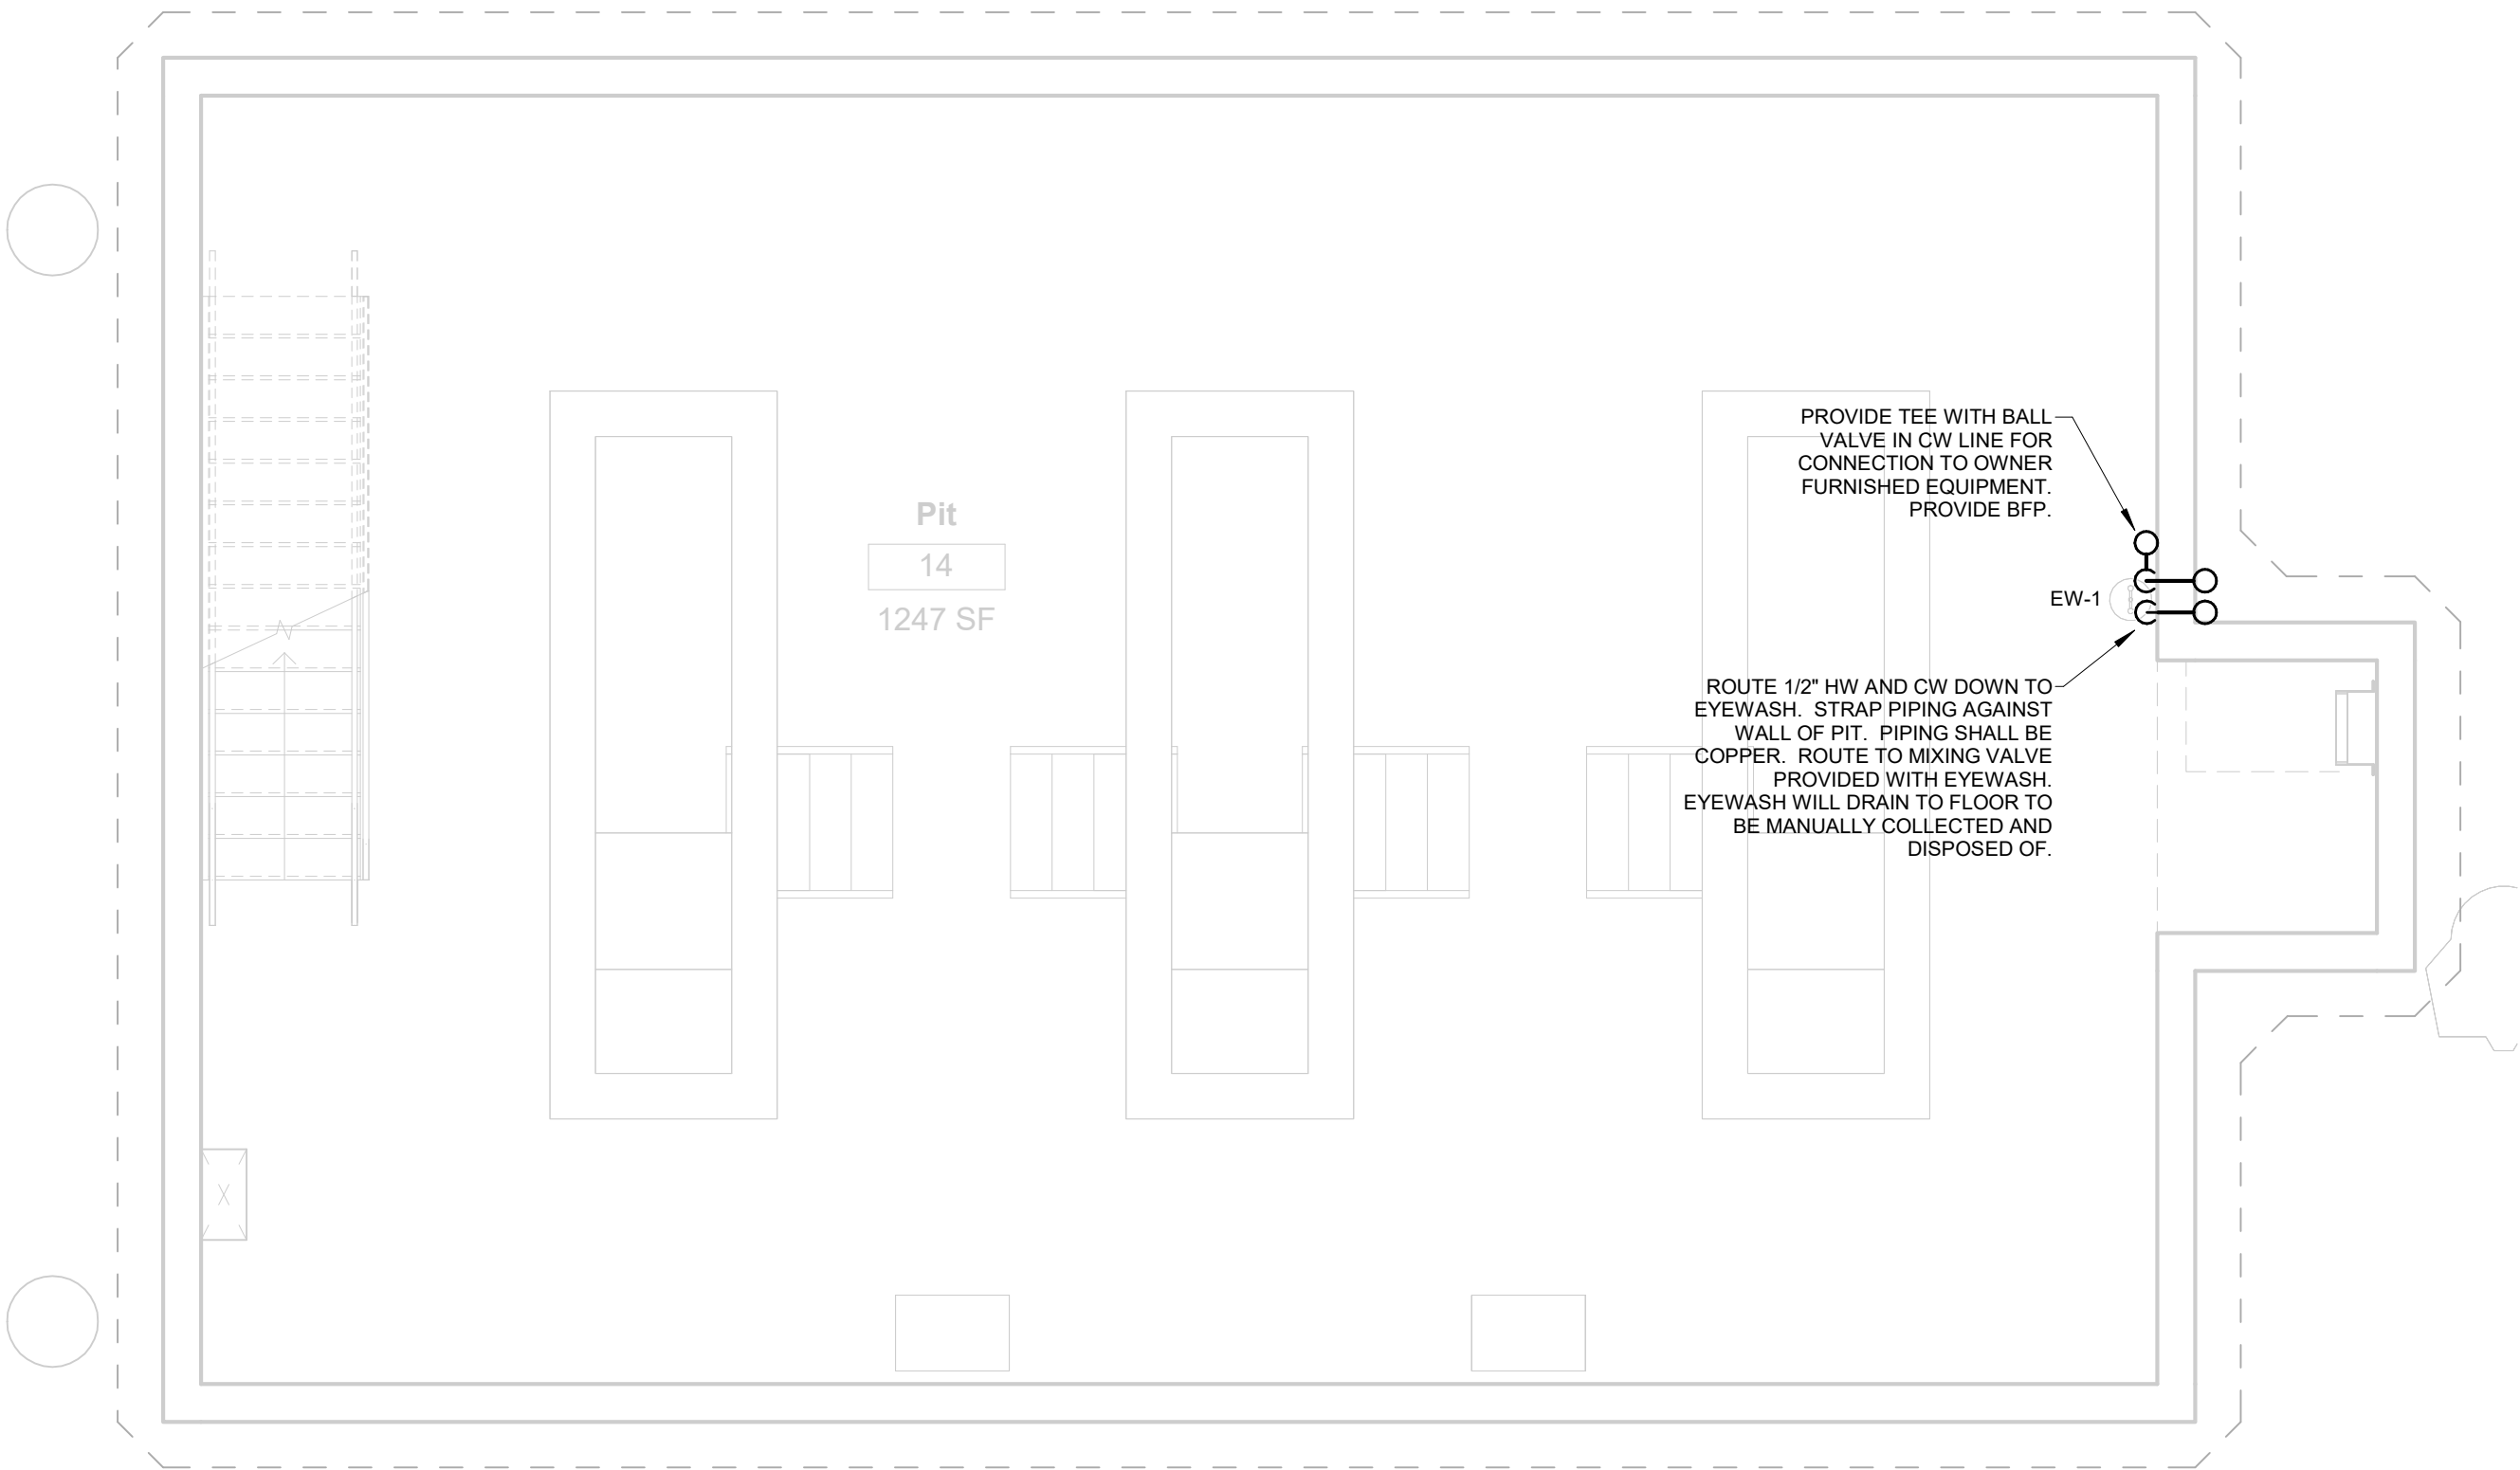 PROVIDE TEE WITH BALL
VALVE IN CW LINE FOR
CONNECTION TO OWNER
FURNISHED EQUIPMENT.
PROVIDE BFP.
Pit
14
1247 SF
EW-1
ROUTE 1/2" HW AND CW DOWN TO
EYEWASH. STRAP PIPING AGAINST
WALL OF PIT. PIPING SHALL BE
COPPER. ROUTE TO MIXING VALVE
PROVIDED WITH EYEWASH.
EYEWASH WILL DRAIN TO FLOOR TO
BE MANUALLY COLLECTED AND
DISPOSED OF.